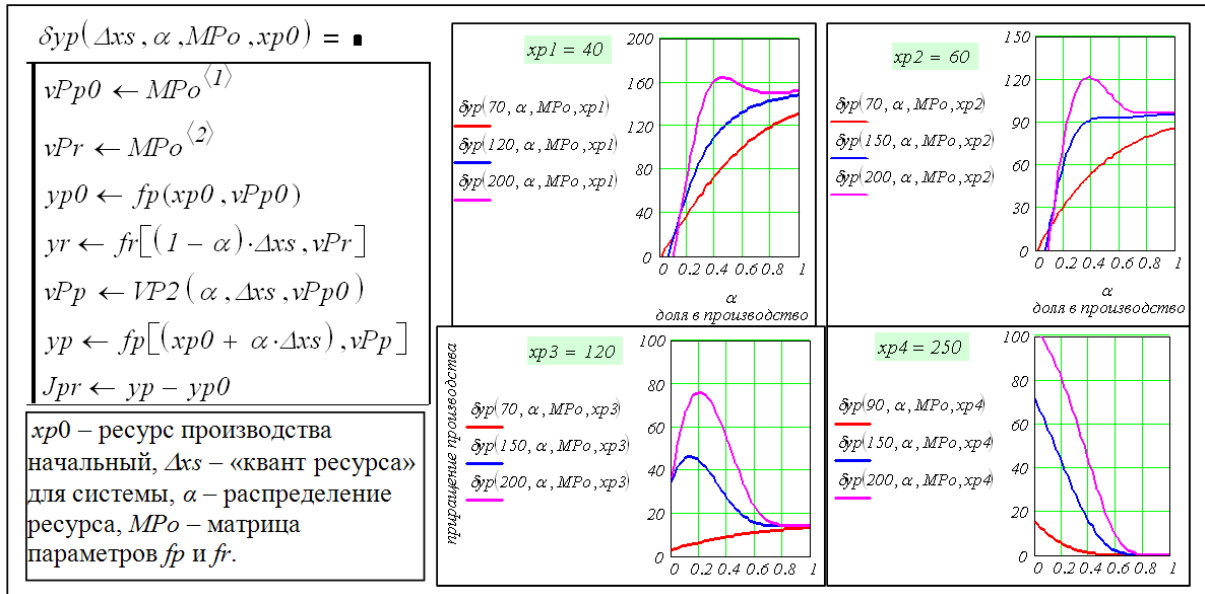 δyp(Δxs , α , MPo , xp0) = ▪
vPp0 ← MPo⟨1⟩
vPr ← MPo⟨2⟩
yp0 ← fp(xp0 , vPp0)
yr ← fr[(1 − α)·Δxs , vPr]
vPp ← VP2(α , Δxs , vPp0)
yp ← fp[(xp0 + α·Δxs) , vPp]
Jpr ← yp − yp0
xp0 – ресурс производства
начальный, Δxs – «квант ресурса»
для системы, α – распределение
ресурса, MPo – матрица
параметров fp и fr.
xp1 = 40
δyp(70, α, MPo, xp1)
δyp(120, α, MPo, xp1)
δyp(200, α, MPo, xp1)
200
160
120
80
40
0
0 0.2 0.4 0.6 0.8 1
α
доля в производство
xp2 = 60
δyp(70, α, MPo, xp2)
δyp(150, α, MPo, xp2)
δyp(200, α, MPo, xp2)
150
120
90
60
30
0
0 0.2 0.4 0.6 0.8 1
α
доля в производство
приращение производства
xp3 = 120
δyp(70, α, MPo, xp3)
δyp(150, α, MPo, xp3)
δyp(200, α, MPo, xp3)
100
80
60
40
20
0
0 0.2 0.4 0.6 0.8 1
xp4 = 250
δyp(90, α, MPo, xp4)
δyp(150, α, MPo, xp4)
δyp(200, α, MPo, xp4)
100
80
60
40
20
0
0 0.2 0.4 0.6 0.8 1